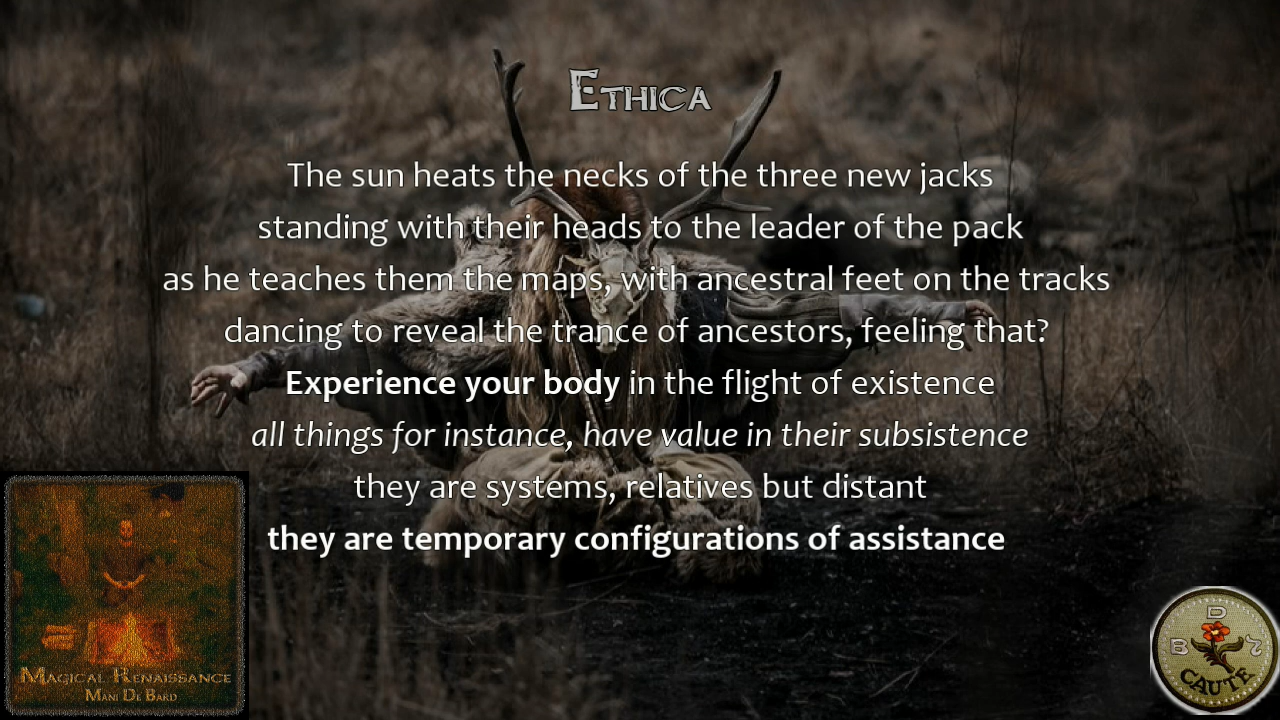 Ethica
The sun heats the necks of the three new jacks
standing with their heads to the leader of the pack
as he teaches them the maps, with ancestral feet on the tracks
dancing to reveal the trance of ancestors, feeling that?
Experience your body in the flight of existence
all things for instance, have value in their subsistence
they are systems, relatives but distant
they are temporary configurations of assistance
Magical Renaissance
Mani De Bard
D
B
CAUTE